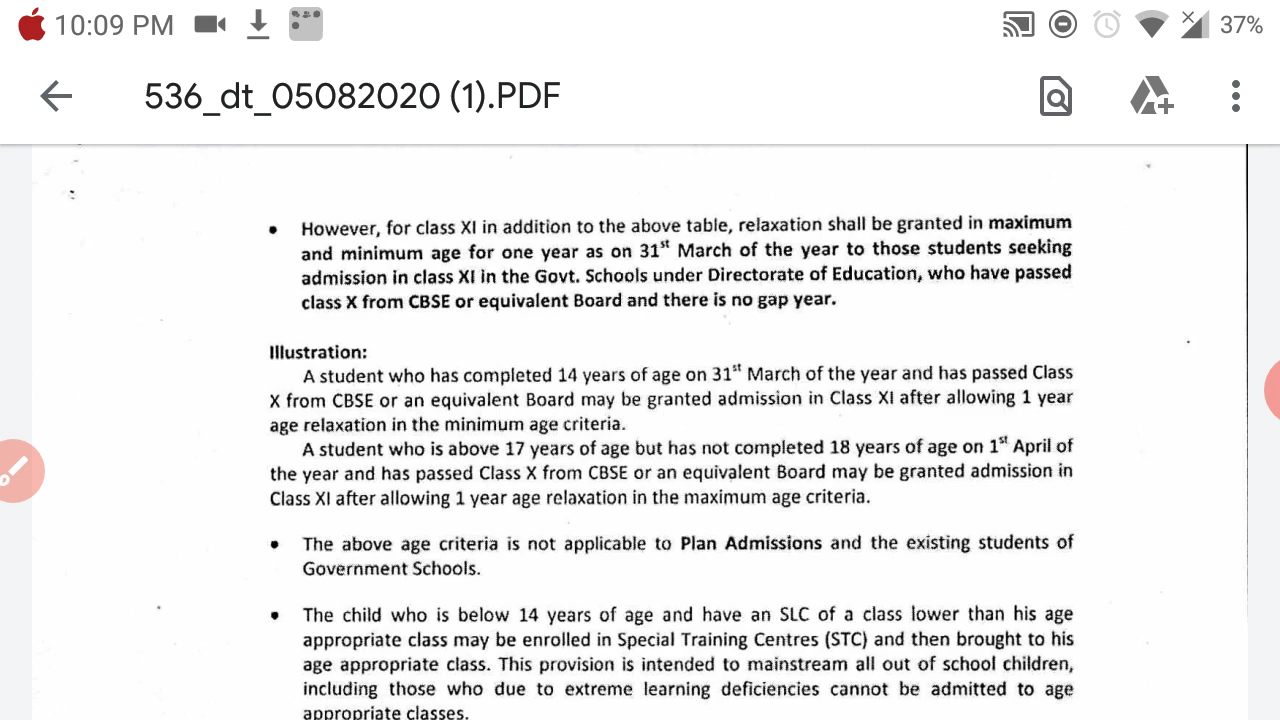 10:09 PM
37%
536_dt_05082020 (1).PDF
However, for class XI in addition to the above table, relaxation shall be granted in maximum
and minimum age for one year as on 31st March of the year to those students seeking
admission in class XI in the Govt. Schools under Directorate of Education, who have passed
class X from CBSE or equivalent Board and there is no gap year.
Illustration:
A student who has completed 14 years of age on 31st March of the year and has passed Class
X from CBSE or an equivalent Board may be granted admission in Class XI after allowing 1 year
age relaxation in the minimum age criteria.
A student who is above 17 years of age but has not completed 18 years of age on 1st April of
the year and has passed Class X from CBSE or an equivalent Board may be granted admission in
Class XI after allowing 1 year age relaxation in the maximum age criteria.
The above age criteria is not applicable to Plan Admissions and the existing students of
Government Schools.
The child who is below 14 years of age and have an SLC of a class lower than his age
appropriate class may be enrolled in Special Training Centres (STC) and then brought to his
age appropriate class. This provision is intended to mainstream all out of school children,
including those who due to extreme learning deficiencies cannot be admitted to age
appropriate classes.